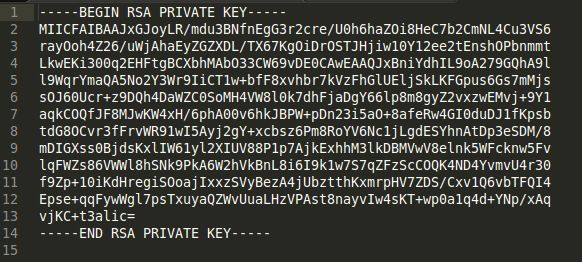 1 -----BEGIN RSA PRIVATE KEY-----
2 MIICFAIBAAJxGJoyLR/mdu3BNfnEgG3r2cre/U0h6haZOi8HeC7b2CmNL4Cu3VS6
3 rayOoh4Z26/uWjAhaEyZGZXDL/TX67KgOiDrOSTJHjiw10Y12ee2tEnshOPbnmmt
4 LkwEKi300q2EHFtgBCXbhMAbO33CW69vDE0CAwEAAQJxBniYdhIL9oA279GQhA9l
5 l9WqrYmaQA5No2Y3Wr9IiCT1w+bfF8xvhbr7kVzFhGlUEljSkLKFGpus6Gs7mMjs
6 sOJ60Ucr+z9DQh4DaWZC0SoMH4VW8l0k7dhFjaDgY66lp8m8gyZ2vxzwEMvj+9Y1
7 aqkCOQfJF8MJwKW4xH/6phA00v6hkJBPW+pDn23i5aO+8afeRw4GI0duDJ1fKpsb
8 tdG8OCvr3fFrvWR91wI5Ayj2gY+xcbsz6Pm8RoYV6Nc1jLgdESYhnAtDp3eSDM/8
9 mDIGXss0BjdsKxlIW61yl2XIUV88P1p7AjkExhhM3lkDBMVwV8elnk5WFcknw5Fv
10 lqFWZs86VWWl8hSNk9PkA6W2hVkBnL8i6I9k1w7S7qZFzScCOQK4ND4YvmvU4r30
11 f9Zp+10iKdHregiSOoajIxxzSVyBezA4jUbztthKxmrpHV7ZDS/Cxv1Q6vbTFQI4
12 Epse+qqFywWgl7psTxuyaQZWvUuaLHzVPAst8nayvIw4sKT+wp0a1q4d+YNp/xAq
13 vjKC+t3alic=
14 -----END RSA PRIVATE KEY-----
15